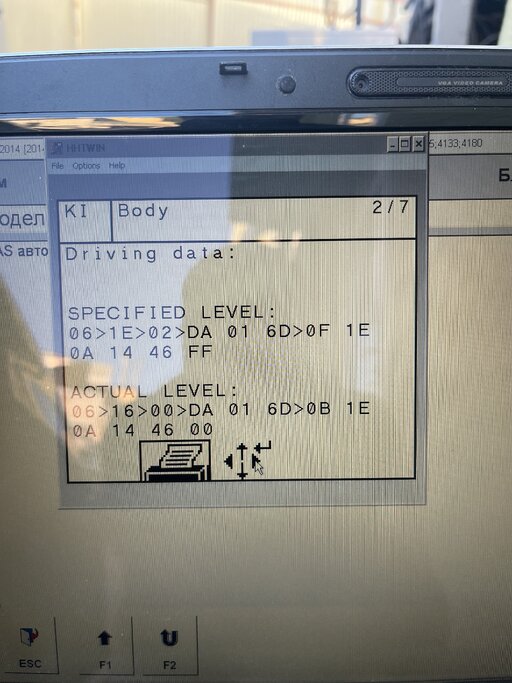 VGA VIDEO CAMERA
2014 [201
5;4133;4180
HHTWIN
File Options Help
м
Б
одел
KI Body 2/7
AS авто
Driving data:
SPECIFIED LEVEL:
06>1E>02>DA 01 6D>0F 1E
0A 14 46 FF
ACTUAL LEVEL:
06>16>00>DA 01 6D>0B 1E
0A 14 46 00
ESC
F1
F2